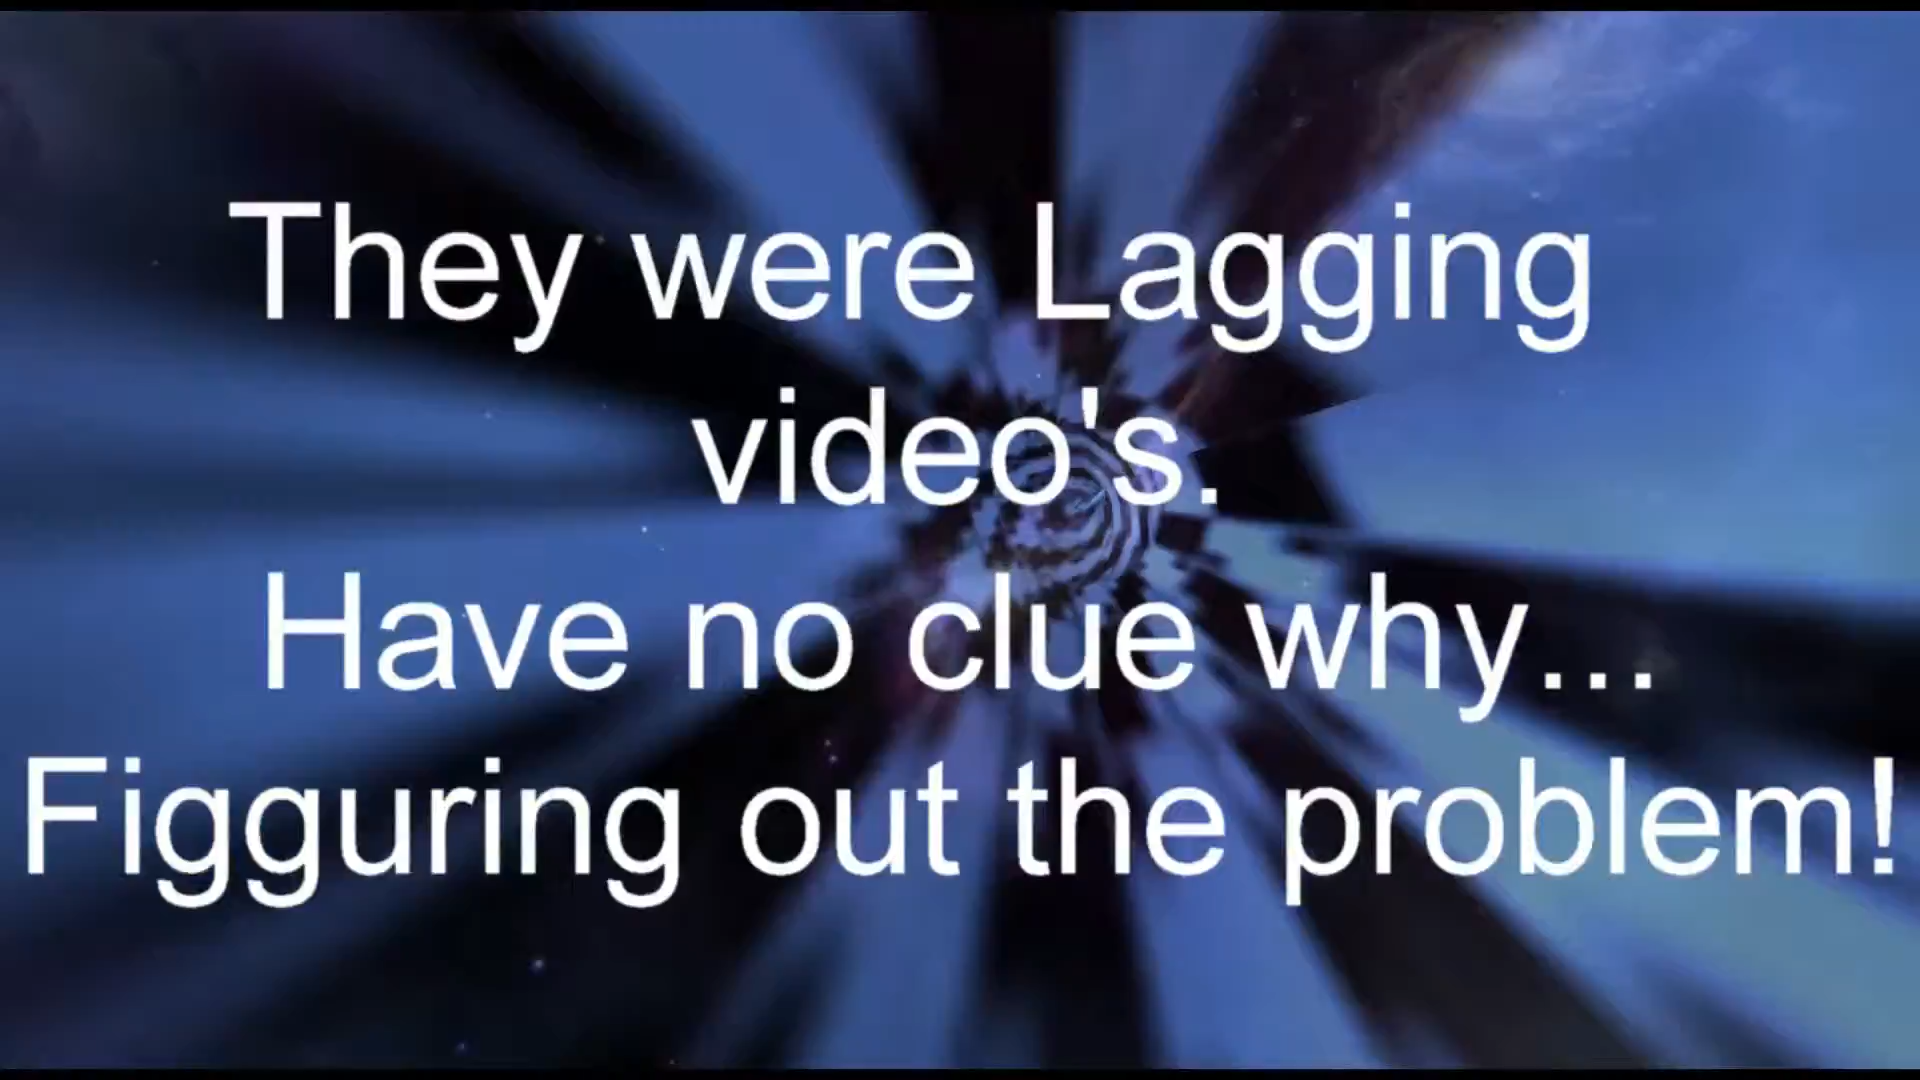 They were Lagging
video's.
Have no clue why...
Figguring out the problem!